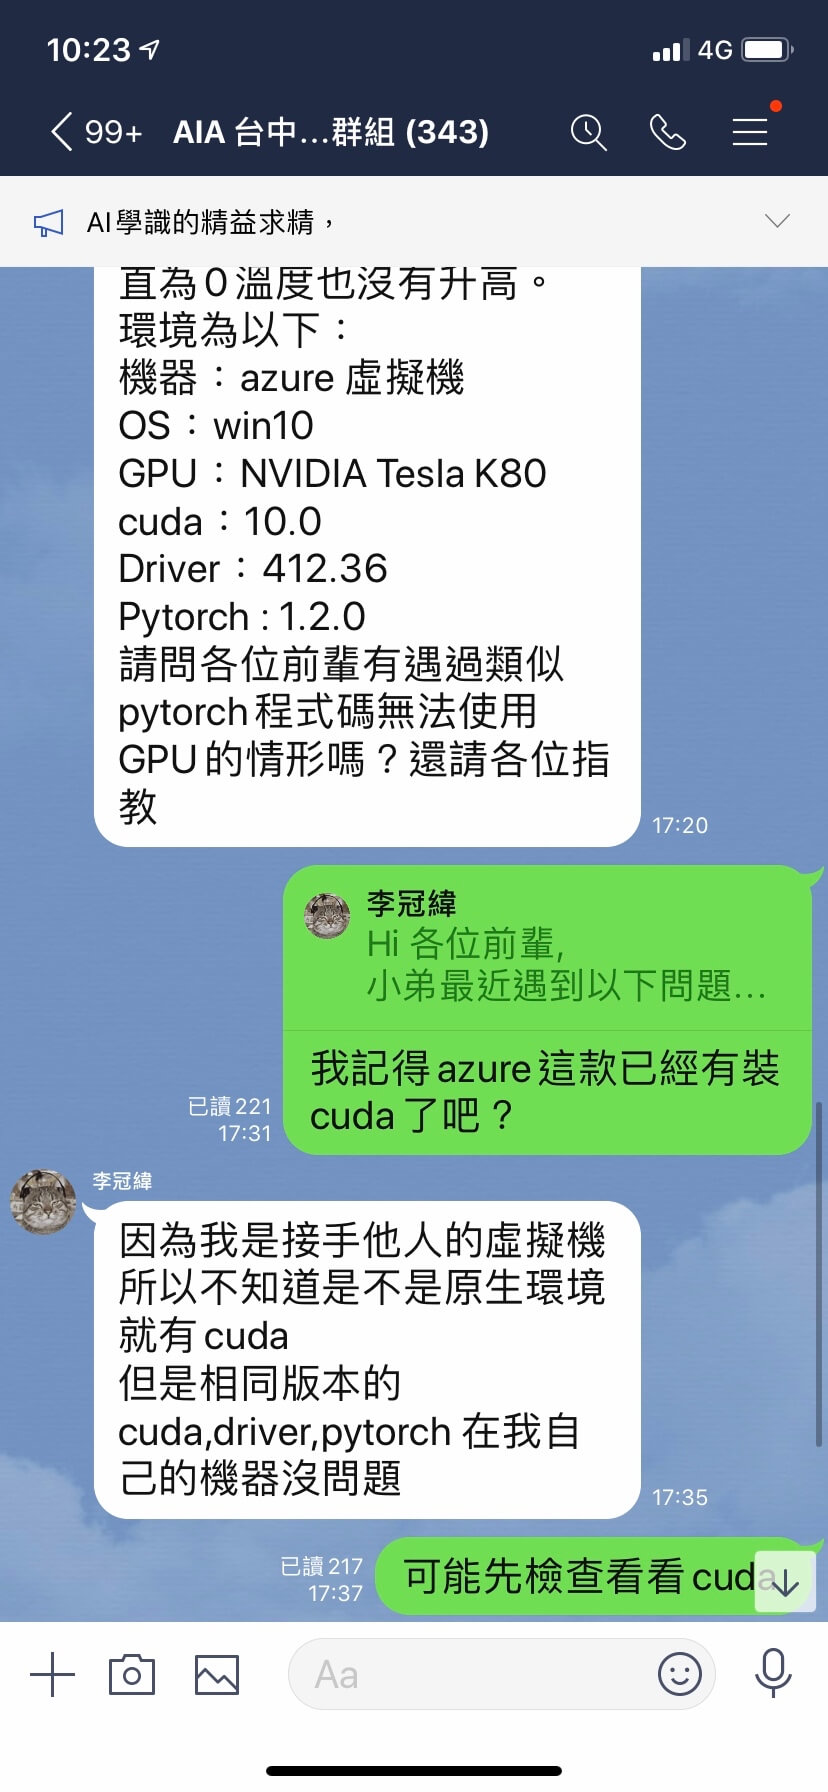 10:23
4G
99+ AIA 台中...群組 (343)
AI學識的精益求精，
直為0溫度也沒有升高。
環境為以下：
機器：azure 虛擬機
OS：win10
GPU：NVIDIA Tesla K80
cuda：10.0
Driver：412.36
Pytorch : 1.2.0
請問各位前輩有遇過類似
pytorch程式碼無法使用
GPU的情形嗎？還請各位指
教
17:20
李冠緯
Hi 各位前輩,
小弟最近遇到以下問題...
我記得azure這款已經有裝
cuda了吧？
已讀221
17:31
李冠緯
因為我是接手他人的虛擬機
所以不知道是不是原生環境
就有cuda
但是相同版本的
cuda,driver,pytorch 在我自
己的機器沒問題
17:35
可能先檢查看看cuda
已讀217
17:37
Aa